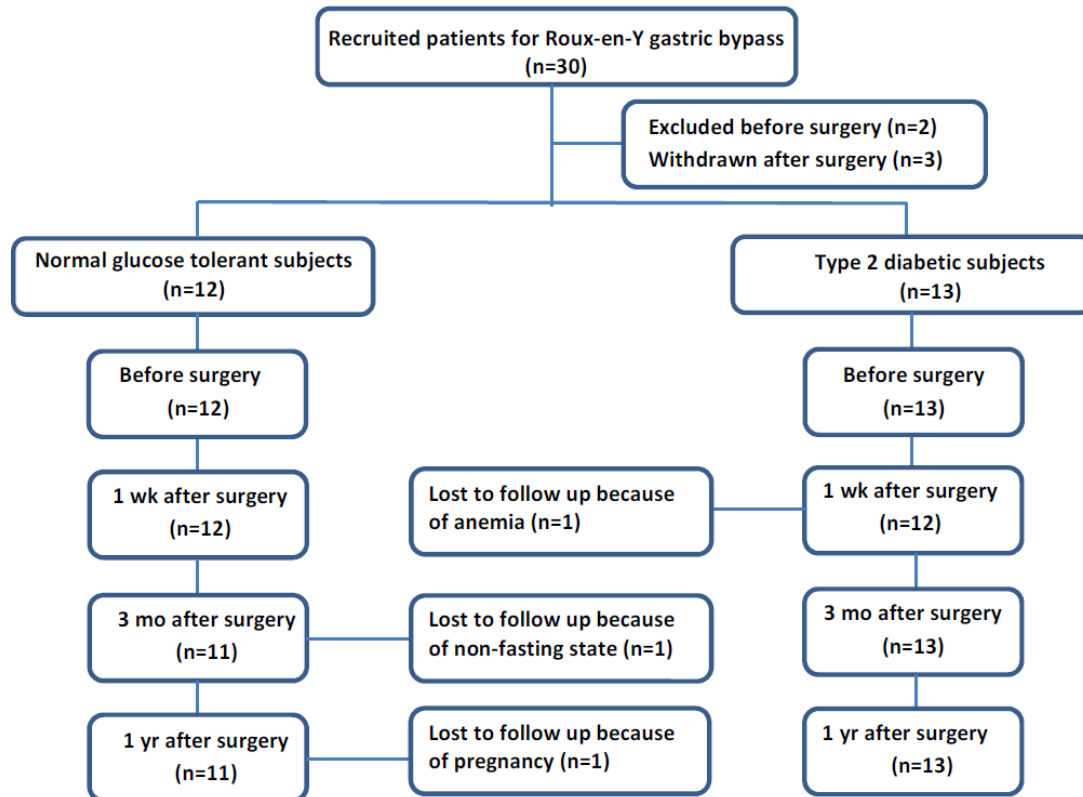 Recruited patients for Roux-en-Y gastric bypass
(n=30)
Excluded before surgery (n=2)
Withdrawn after surgery (n=3)
Normal glucose tolerant subjects
(n=12)
Type 2 diabetic subjects
(n=13)
Before surgery
(n=12)
Before surgery
(n=13)
1 wk after surgery
(n=12)
Lost to follow up because
of anemia (n=1)
1 wk after surgery
(n=12)
3 mo after surgery
(n=11)
Lost to follow up because
of non-fasting state (n=1)
3 mo after surgery
(n=13)
1 yr after surgery
(n=11)
Lost to follow up because
of pregnancy (n=1)
1 yr after surgery
(n=13)